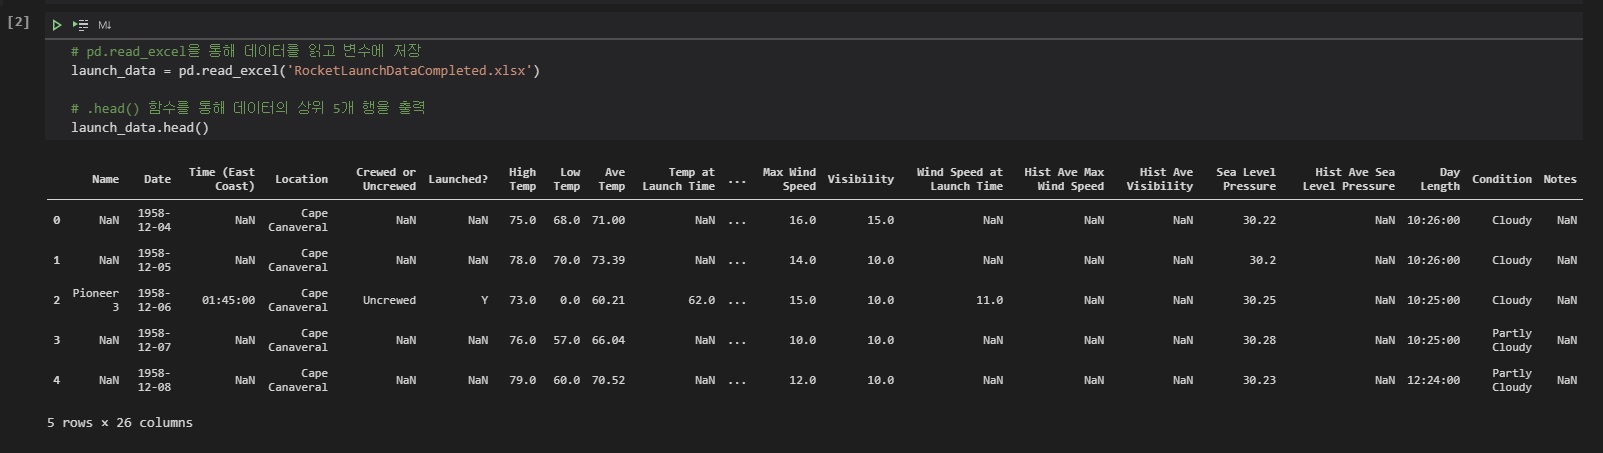 [2]
M↓
# pd.read_excel을 통해 데이터를 읽고 변수에 저장
launch_data = pd.read_excel('RocketLaunchDataCompleted.xlsx')
# .head() 함수를 통해 데이터의 상위 5개 행을 출력
launch_data.head()
Name Date Time (East Coast) Location Crewed or Uncrewed Launched? High Temp Low Temp Ave Temp Temp at Launch Time ... Max Wind Speed Visibility Wind Speed at Launch Time Hist Ave Max Wind Speed Hist Ave Visibility Sea Level Pressure Hist Ave Sea Level Pressure Day Length Condition Notes
0 NaN 1958-12-04 NaN Cape Canaveral NaN NaN 75.0 68.0 71.00 NaN ... 16.0 15.0 NaN NaN NaN 30.22 NaN 10:26:00 Cloudy NaN
1 NaN 1958-12-05 NaN Cape Canaveral NaN NaN 78.0 70.0 73.39 NaN ... 14.0 10.0 NaN NaN NaN 30.2 NaN 10:26:00 Cloudy NaN
2 Pioneer 3 1958-12-06 01:45:00 Cape Canaveral Uncrewed Y 73.0 0.0 60.21 62.0 ... 15.0 10.0 11.0 NaN NaN 30.25 NaN 10:25:00 Cloudy NaN
3 NaN 1958-12-07 NaN Cape Canaveral NaN NaN 76.0 57.0 66.04 NaN ... 10.0 10.0 NaN NaN NaN 30.28 NaN 10:25:00 Partly Cloudy NaN
4 NaN 1958-12-08 NaN Cape Canaveral NaN NaN 79.0 60.0 70.52 NaN ... 12.0 10.0 NaN NaN NaN 30.23 NaN 12:24:00 Partly Cloudy NaN
5 rows × 26 columns